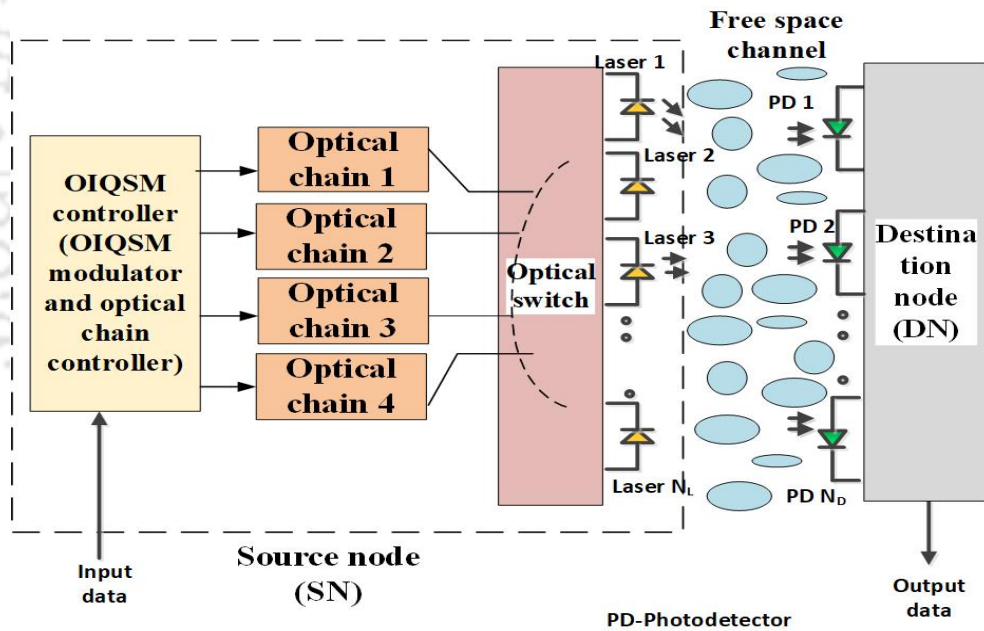 Free space
channel
Laser 1
PD 1
Optical
chain 1
Laser 2
OIQSM
controller
(OIQSM
modulator
and optical
chain
controller)
Optical
chain 2
Laser 3
PD 2
Destina
tion
node
(DN)
Optical
switch
Optical
chain 3
Optical
chain 4
Laser N_L
PD N_D
Source node
(SN)
Input
data
Output
data
PD-Photodetector